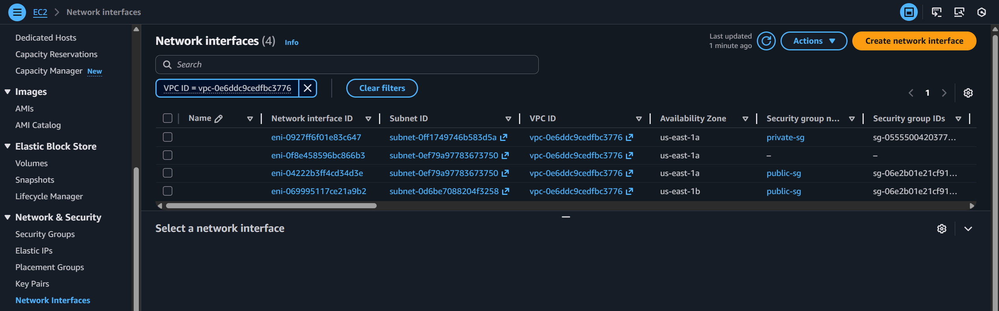 EC2 > Network interfaces
Dedicated Hosts
Capacity Reservations
Capacity Manager New
Images
AMIs
AMI Catalog
Elastic Block Store
Volumes
Snapshots
Lifecycle Manager
Network & Security
Security Groups
Elastic IPs
Placement Groups
Key Pairs
Network Interfaces
Network interfaces (4) Info
Last updated
1 minute ago
Actions
Create network interface
Search
VPC ID = vpc-0e6ddc9cedfbc3776
Clear filters
1
Name Network interface ID Subnet ID VPC ID Availability Zone Security group n... Security group IDs
eni-0927ff6f01e83c647 subnet-0ff1749746b583d5a vpc-0e6ddc9cedfbc3776 us-east-1a private-sg sg-0555500420377...
eni-0f8e458596bc866b3 subnet-0ef79a97783673750 vpc-0e6ddc9cedfbc3776 us-east-1a – –
eni-04222b3ff4cd34d3e subnet-0ef79a97783673750 vpc-0e6ddc9cedfbc3776 us-east-1a public-sg sg-06e2b01e21cf91...
eni-069995117ce21a9b2 subnet-0d6be7088204f3258 vpc-0e6ddc9cedfbc3776 us-east-1b public-sg sg-06e2b01e21cf91...
Select a network interface